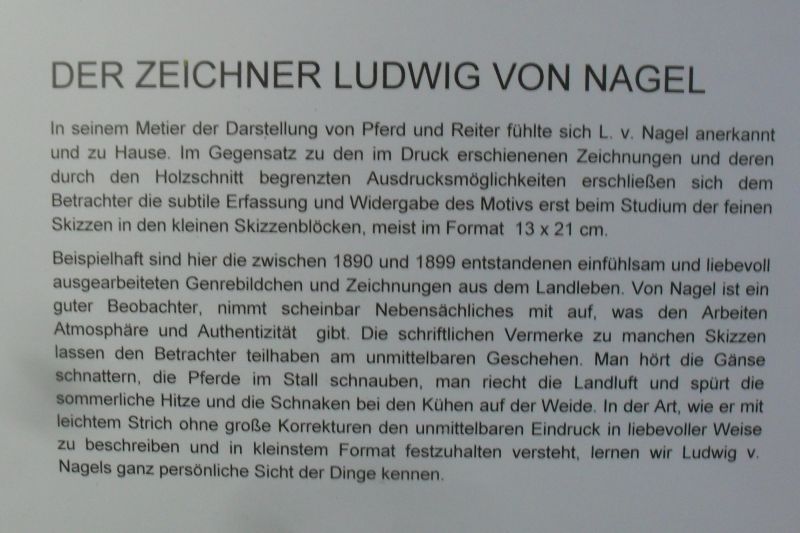 DER ZEICHNER LUDWIG VON NAGEL
In seinem Metier der Darstellung von Pferd und Reiter fühlte sich L. v. Nagel anerkannt
und zu Hause. Im Gegensatz zu den im Druck erschienenen Zeichnungen und deren
durch den Holzschnitt begrenzten Ausdrucksmöglichkeiten erschließen sich dem
Betrachter die subtile Erfassung und Widergabe des Motivs erst beim Studium der feinen
Skizzen in den kleinen Skizzenblöcken, meist im Format 13 x 21 cm.
Beispielhaft sind hier die zwischen 1890 und 1899 entstandenen einfühlsam und liebevoll
ausgearbeiteten Genrebildchen und Zeichnungen aus dem Landleben. Von Nagel ist ein
guter Beobachter, nimmt scheinbar Nebensächliches mit auf, was den Arbeiten
Atmosphäre und Authentizität gibt. Die schriftlichen Vermerke zu manchen Skizzen
lassen den Betrachter teilhaben am unmittelbaren Geschehen. Man hört die Gänse
schnattern, die Pferde im Stall schnauben, man riecht die Landluft und spürt die
sommerliche Hitze und die Schnaken bei den Kühen auf der Weide. In der Art, wie er mit
leichtem Strich ohne große Korrekturen den unmittelbaren Eindruck in liebevoller Weise
zu beschreiben und in kleinstem Format festzuhalten versteht, lernen wir Ludwig v.
Nagels ganz persönliche Sicht der Dinge kennen.